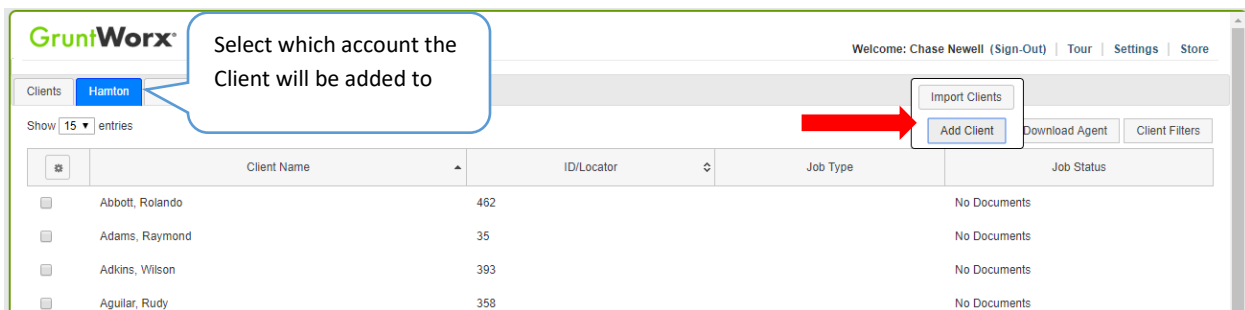 GruntWorx
Select which account the
Client will be added to
Welcome: Chase Newell (Sign-Out) | Tour | Settings | Store
Clients Hamton
Import Clients
Show 15 entries
Add Client Download Agent Client Filters
Client Name ID/Locator Job Type Job Status
Abbott, Rolando 462 No Documents
Adams, Raymond 35 No Documents
Adkins, Wilson 393 No Documents
Aguilar, Rudy 358 No Documents